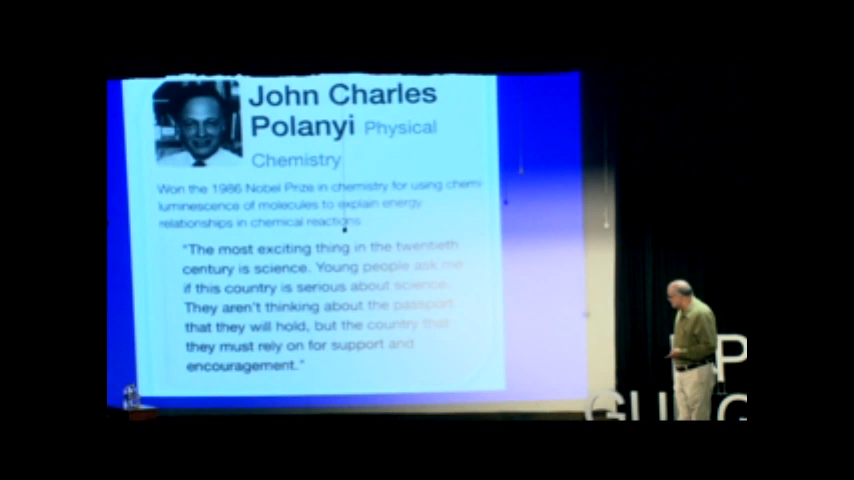 John Charles
Polanyi Physical
Chemistry
Won the 1986 Nobel Prize in chemistry for using chemi
luminescence of molecules to explain energy
relationships in chemical reactions
"The most exciting thing in the twentieth
century is science. Young people ask me
if this country is serious about science.
They aren't thinking about the passport
that they will hold, but the country that
they must rely on for support and
encouragement."
P
GU